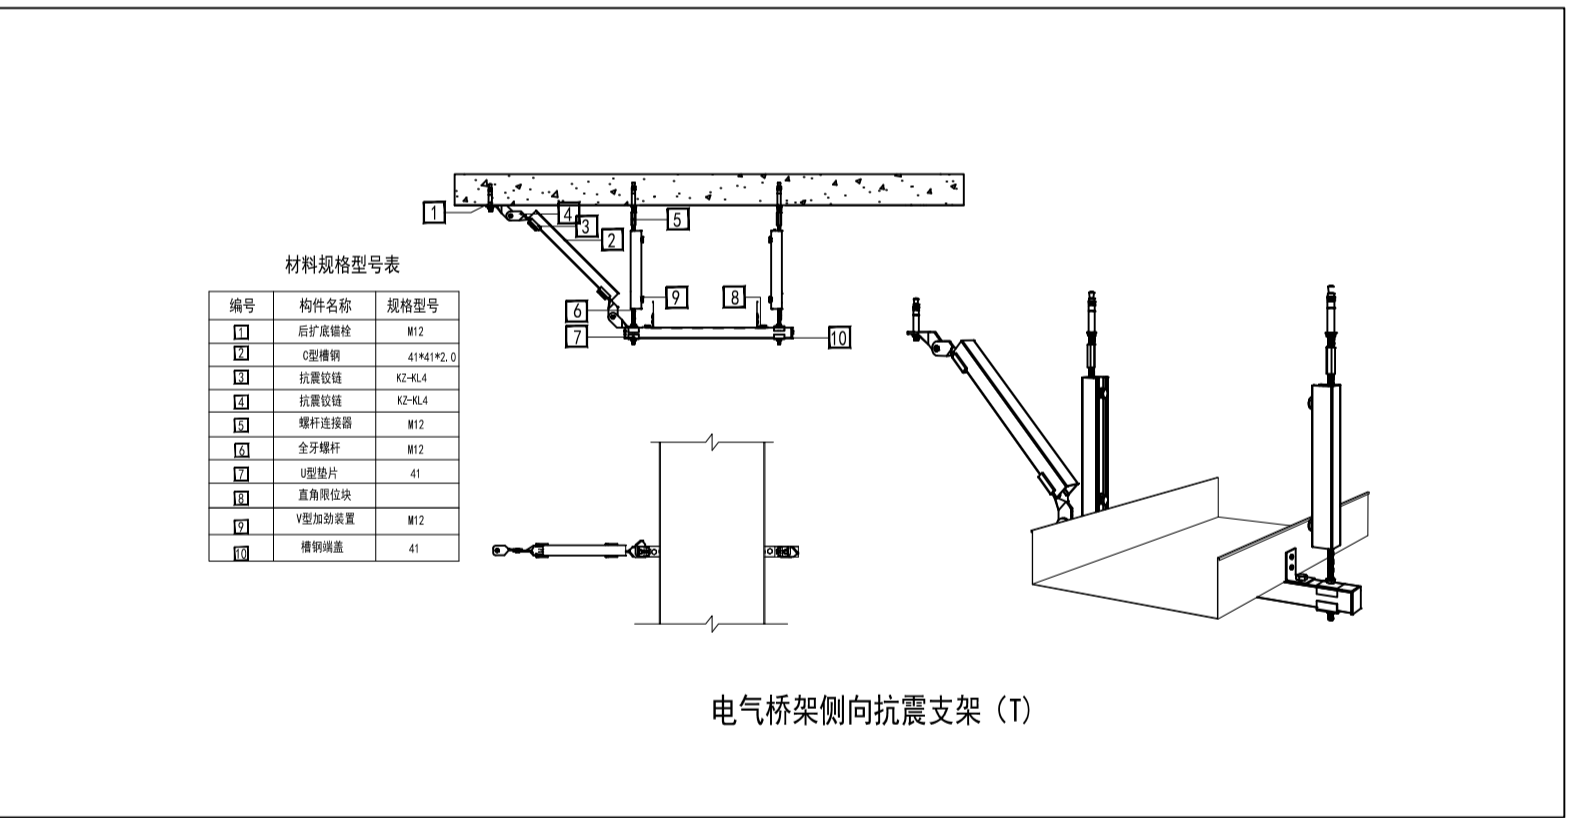 1
4
3
2
5
6
9
8
7
10
材料规格型号表
编号 构件名称 规格型号
1 后扩底锚栓 M12
2 C型槽钢 41*41*2.0
3 抗震铰链 KZ-KL4
4 抗震铰链 KZ-KL4
5 螺杆连接器 M12
6 全牙螺杆 M12
7 U型垫片 41
8 直角限位块
9 V型加劲装置 M12
10 槽钢端盖 41
电气桥架侧向抗震支架（T）